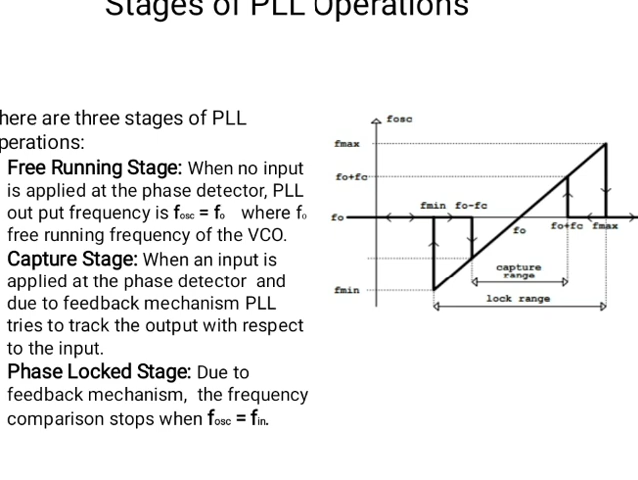 Stages of PLL Operations
here are three stages of PLL
perations:
Free Running Stage: When no input
is applied at the phase detector, PLL
out put frequency is fosc = fo where fo
free running frequency of the VCO.
Capture Stage: When an input is
applied at the phase detector and
due to feedback mechanism PLL
tries to track the output with respect
to the input.
Phase Locked Stage: Due to
feedback mechanism, the frequency
comparison stops when fosc = fin.
fosc
fmax
fo+fc
fmin fo-fc
fo
fo
fo+fc fmax
capture
range
fmin
lock range